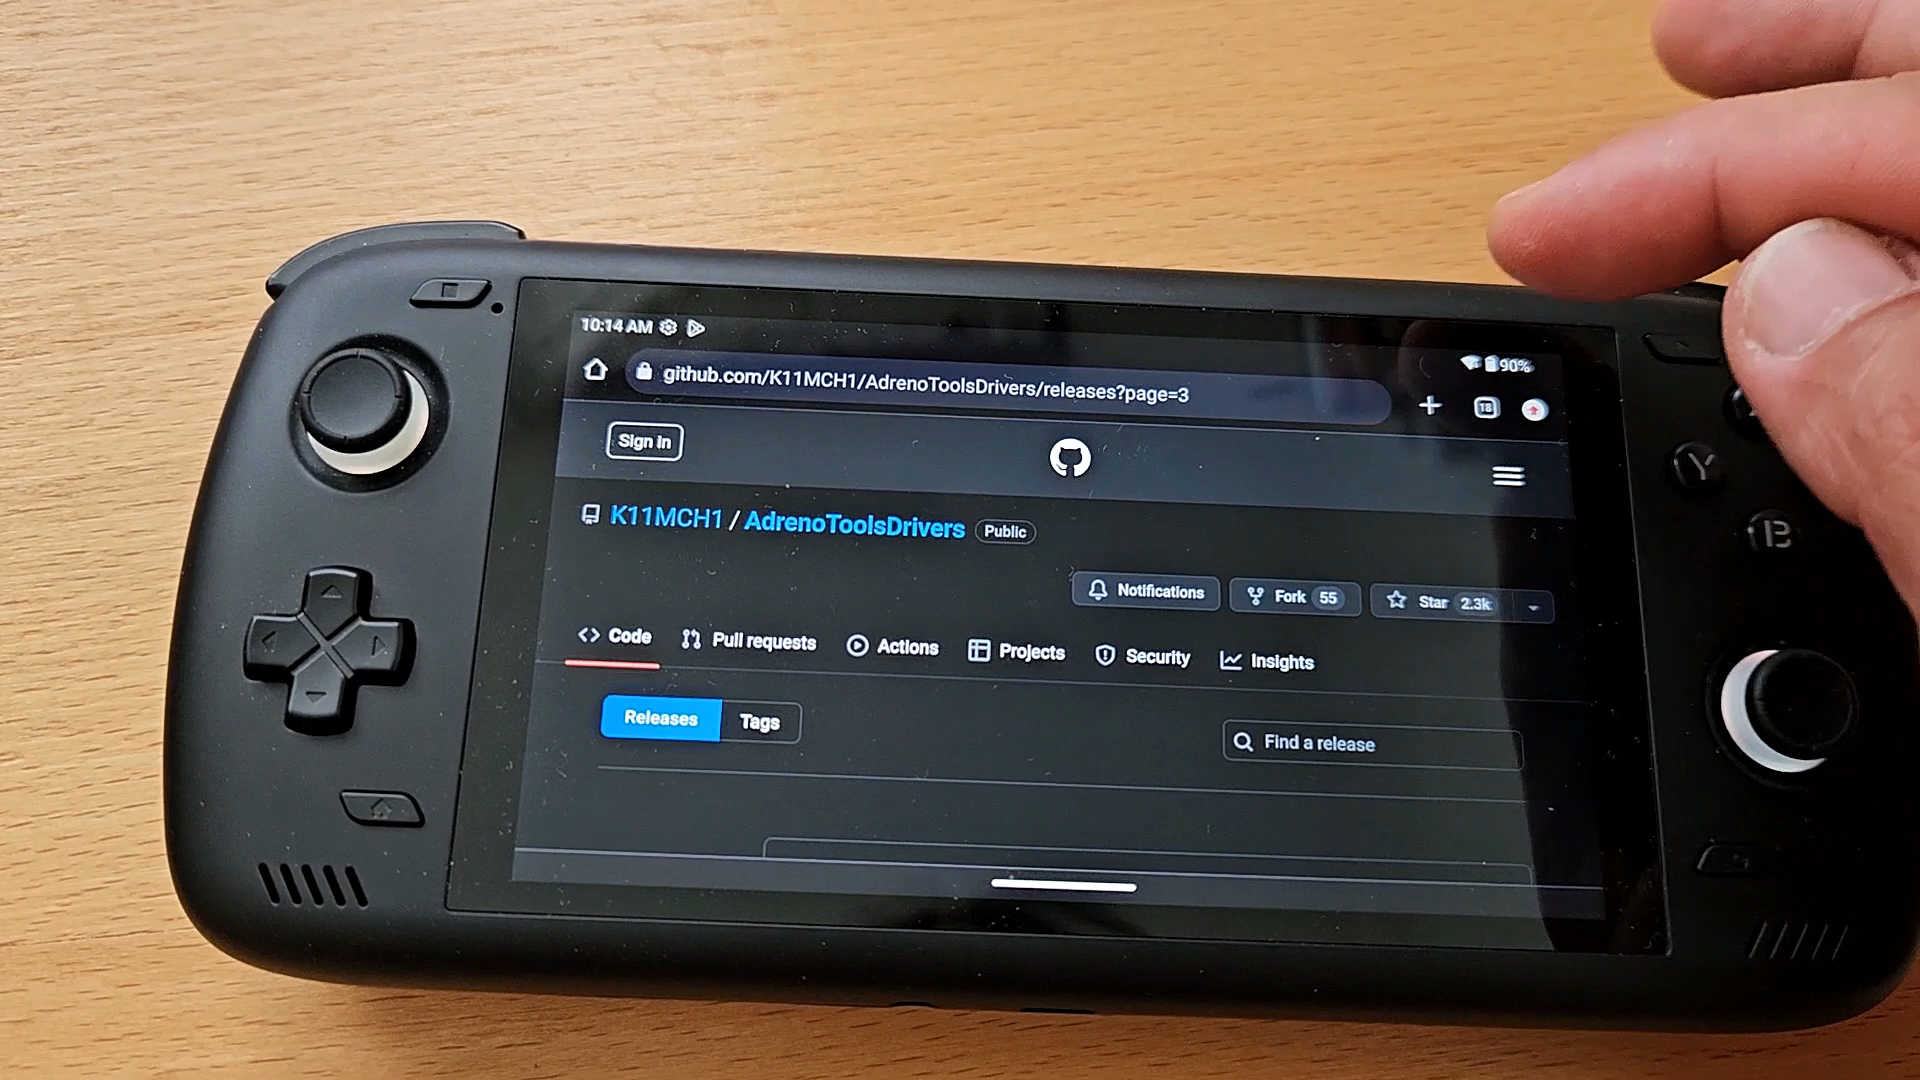 10:14 AM
90%
github.com/K11MCH1/AdrenoToolsDrivers/releases?page=3
18
Sign in
K11MCH1 / AdrenoToolsDrivers Public
Notifications Fork 55 Star 2.3k
Code Pull requests Actions Projects Security Insights
Releases Tags
Find a release
Y
B